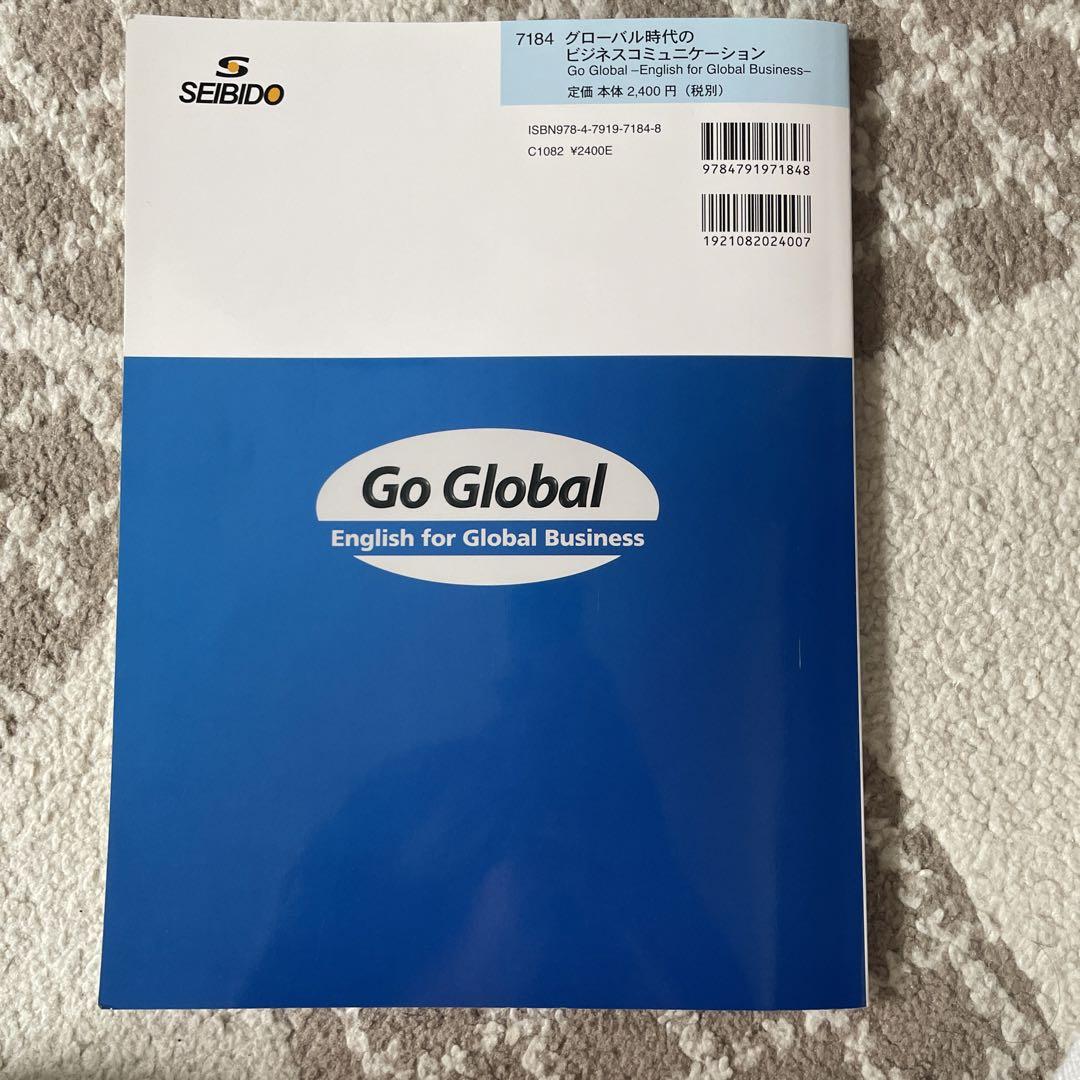 SEIBIDO
7184 グローバル時代の
ビジネスコミュニケーション
Go Global –English for Global Business–
定価 本体 2,400 円（税別）
ISBN978-4-7919-7184-8
C1082 ¥2400E
9784791971848
1921082024007
Go Global
English for Global Business